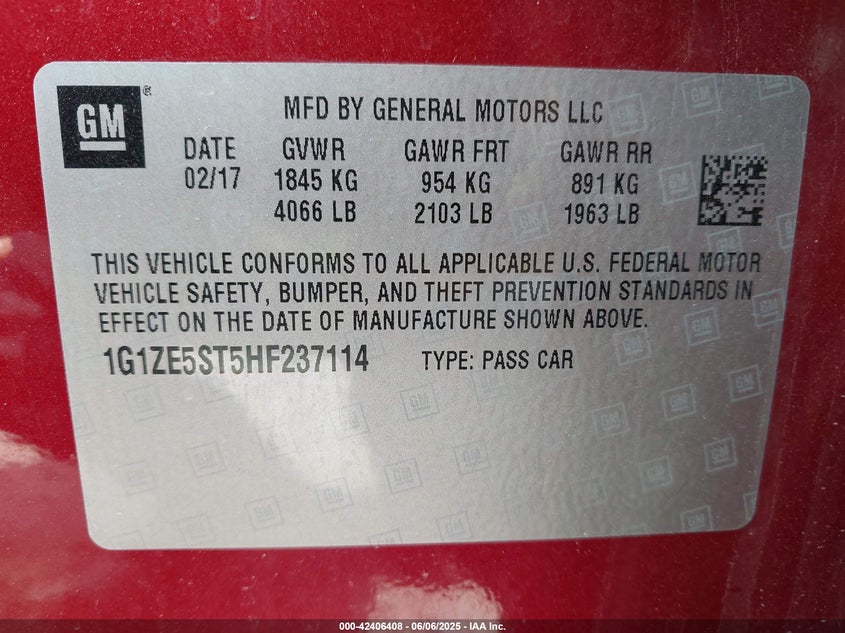 GM ®
MFD BY GENERAL MOTORS LLC
DATE GVWR GAWR FRT GAWR RR
02/17 1845 KG 954 KG 891 KG
4066 LB 2103 LB 1963 LB
THIS VEHICLE CONFORMS TO ALL APPLICABLE U.S. FEDERAL MOTOR
VEHICLE SAFETY, BUMPER, AND THEFT PREVENTION STANDARDS IN
EFFECT ON THE DATE OF MANUFACTURE SHOWN ABOVE.
1G1ZE5ST5HF237114 TYPE: PASS CAR
000-42406408 - 06/06/2025 - IAA Inc.